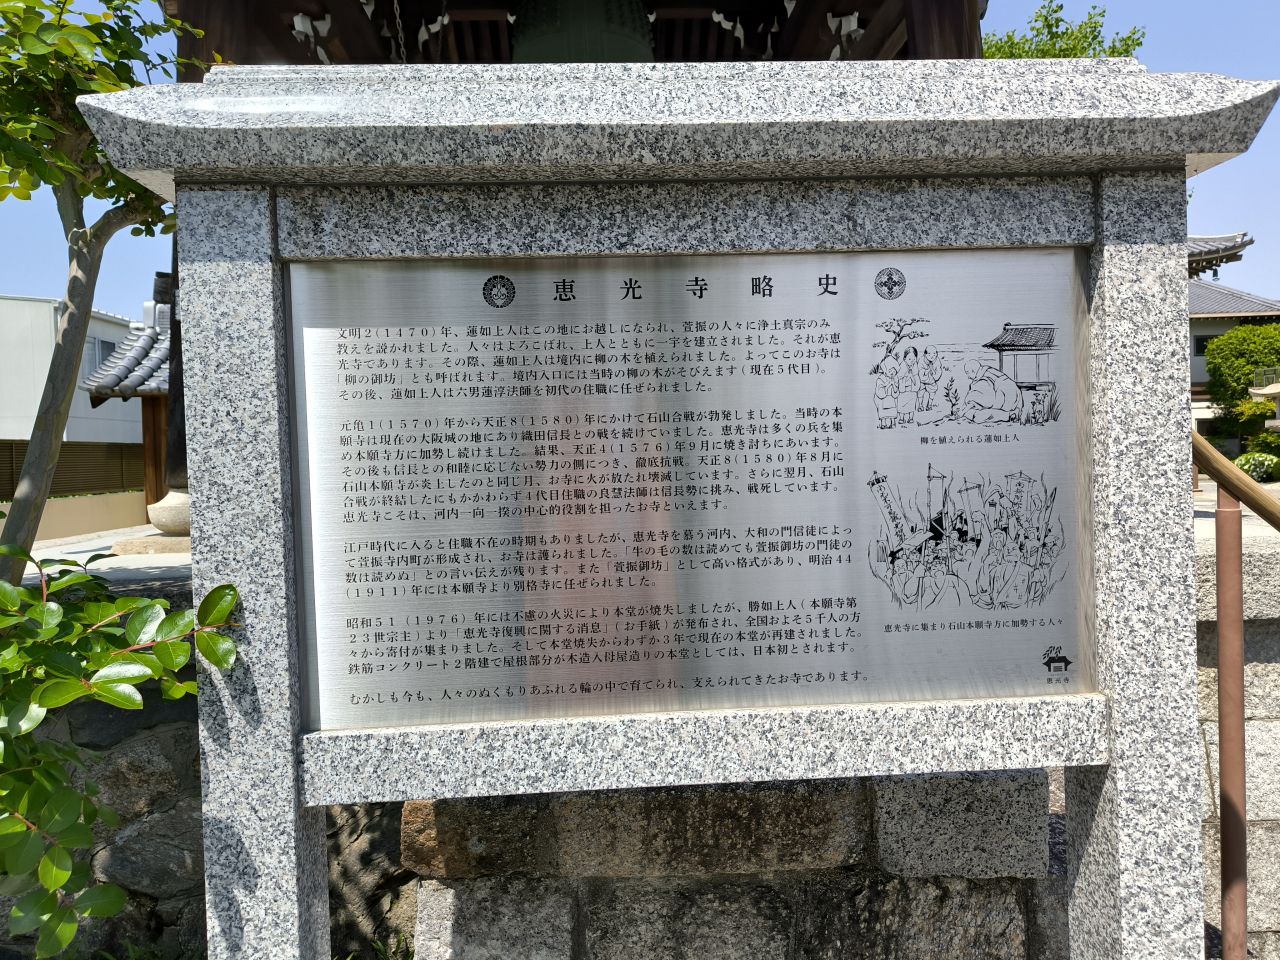 恵光寺略史
文明2(1470)年、蓮如上人はこの地にお越しになられ、萱振の人々に浄土真宗のみ
教えを説かれました。人々はよろこばれ、上人とともに一宇を建立されました。それが恵
光寺であります。その際、蓮如上人は境内に柳の木を植えられました。よってこのお寺は
「柳の御坊」とも呼ばれます。境内入口には当時の柳の木がそびえます(現在5代目)。
その後、蓮如上人は六男蓮淳法師を初代の住職に任ぜられました。
元亀1(1570)年から天正8(1580)年にかけて石山合戦が勃発しました。当時の本
願寺は現在の大阪城の地にあり織田信長との戦を続けていました。恵光寺は多くの兵を集
め本願寺方に加勢し続けました。結果、天正4(1576)年9月に焼き討ちにあいます。
その後も信長との和睦に応じない勢力の側につき、徹底抗戦。天正8(1580)年8月に
石山本願寺が炎上したのと同じ月、お寺に火が放たれ壊滅しています。さらに翌月、石山
合戦が終結したにもかかわらず4代目住職の良慧法師は信長勢に挑み、戦死しています。
恵光寺こそは、河内一向一揆の中心的役割を担ったお寺といえます。
江戸時代に入ると住職不在の時期もありましたが、恵光寺を慕う河内、大和の門信徒によっ
て萱振寺内町が形成され、お寺は護られました。「牛の毛の数は読めても萱振御坊の門徒の
数は読めぬ」との言い伝えが残ります。また「萱振御坊」として高い格式があり、明治44
(1911)年には本願寺より別格寺に任ぜられました。
昭和51(1976)年には不慮の火災により本堂が焼失しましたが、勝如上人(本願寺第
23世宗主)より「恵光寺復興に関する消息」(お手紙)が発布され、全国およそ5千人の方
々から寄付が集まりました。そして本堂焼失からわずか3年で現在の本堂が再建されました。
鉄筋コンクリート2階建で屋根部分が木造入母屋造りの本堂としては、日本初とされます。
むかしも今も、人々のぬくもりあふれる輪の中で育てられ、支えられてきたお寺であります。
柳を植えられる蓮如上人
恵光寺に集まり石山本願寺方に加勢する人々
恵光寺